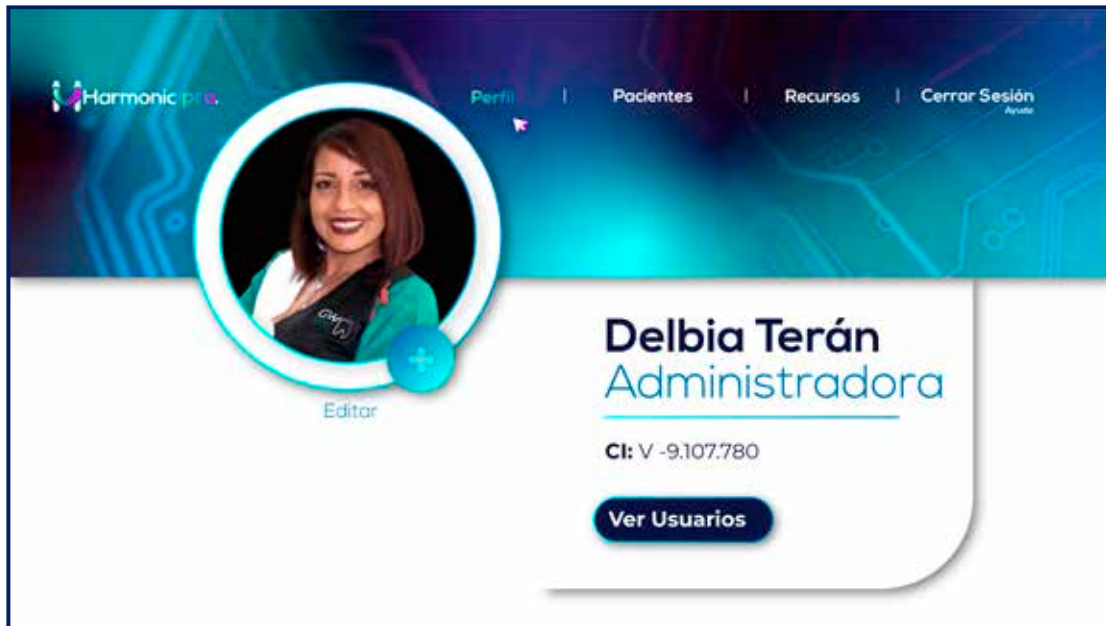 Harmonic pro.
Perfil | Pacientes | Recursos | Cerrar Sesión
Ayuda
Editar
Delbia Terán
Administradora
CI: V -9.107.780
Ver Usuarios